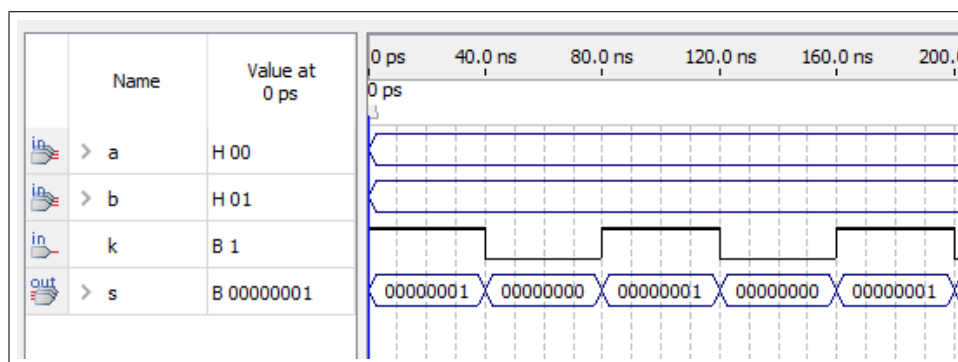 0 ps 40.0 ns 80.0 ns 120.0 ns 160.0 ns 200.
Name Value at
0 ps
0 ps
in > a H 00
in > b H 01
in k B 1
out > s B 00000001 00000001 00000000 00000001 00000000 00000001